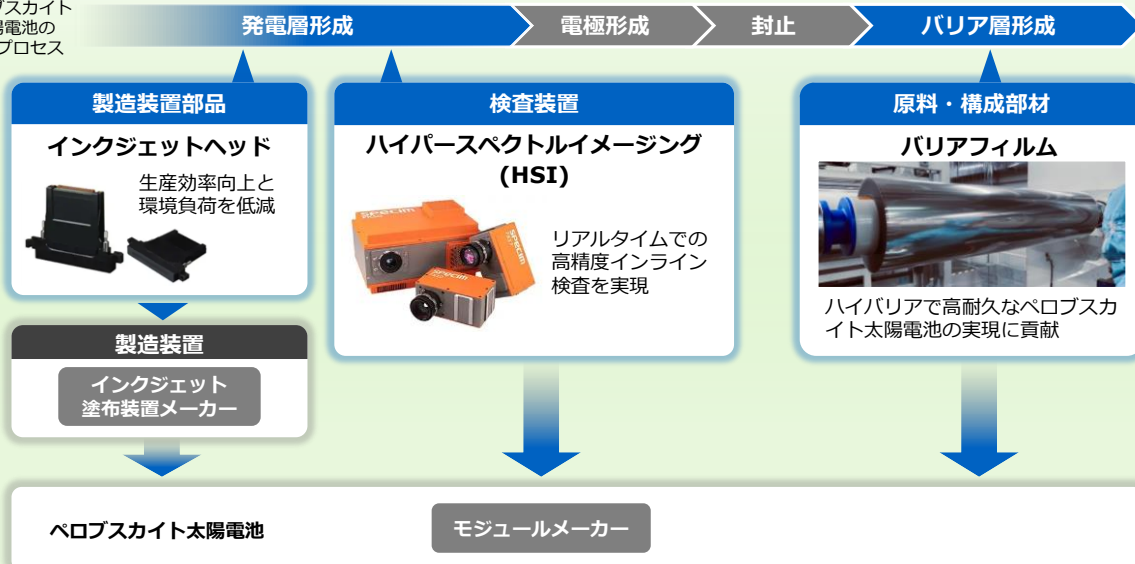 ブスカイト
陽電池の
プロセス
発電層形成
電極形成
封止
バリア層形成
製造装置部品
インクジェットヘッド
生産効率向上と
環境負荷を低減
検査装置
ハイパースペクトルイメージング
(HSI)
SPECIM
SPECIM
リアルタイムでの
高精度インライン
検査を実現
原料・構成部材
バリアフィルム
ハイバリアで高耐久なペロブスカ
イト太陽電池の実現に貢献
製造装置
インクジェット
塗布装置メーカー
ペロブスカイト太陽電池
モジュールメーカー